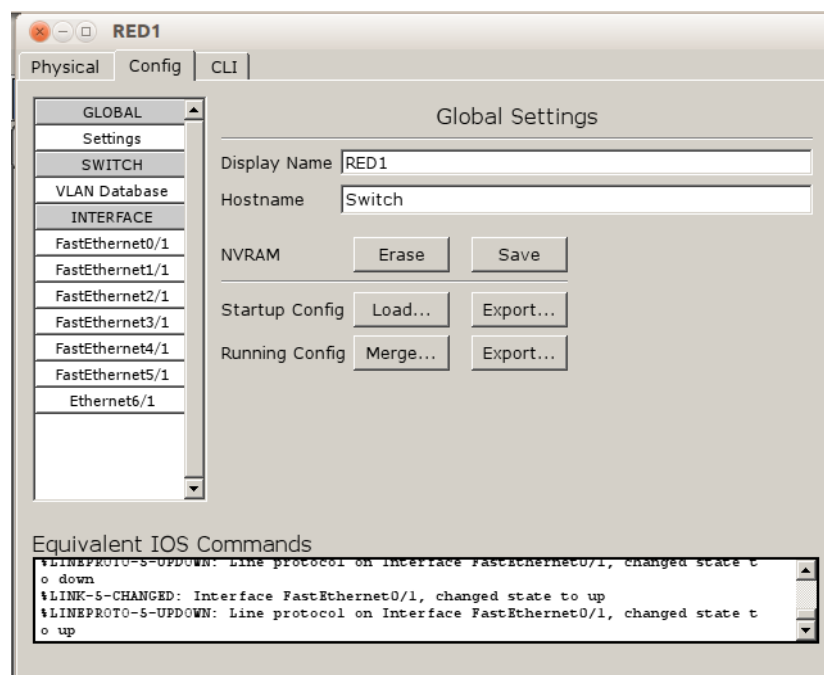 RED1
Physical Config CLI
GLOBAL
Settings
SWITCH
VLAN Database
INTERFACE
FastEthernet0/1
FastEthernet1/1
FastEthernet2/1
FastEthernet3/1
FastEthernet4/1
FastEthernet5/1
Ethernet6/1
Global Settings
Display Name RED1
Hostname Switch
NVRAM Erase Save
Startup Config Load... Export...
Running Config Merge... Export...
Equivalent IOS Commands
%LINEPROTO-5-UPDOWN: Line protocol on Interface FastEthernet0/1, changed state t
o down
%LINK-5-CHANGED: Interface FastEthernet0/1, changed state to up
%LINEPROTO-5-UPDOWN: Line protocol on Interface FastEthernet0/1, changed state t
o up